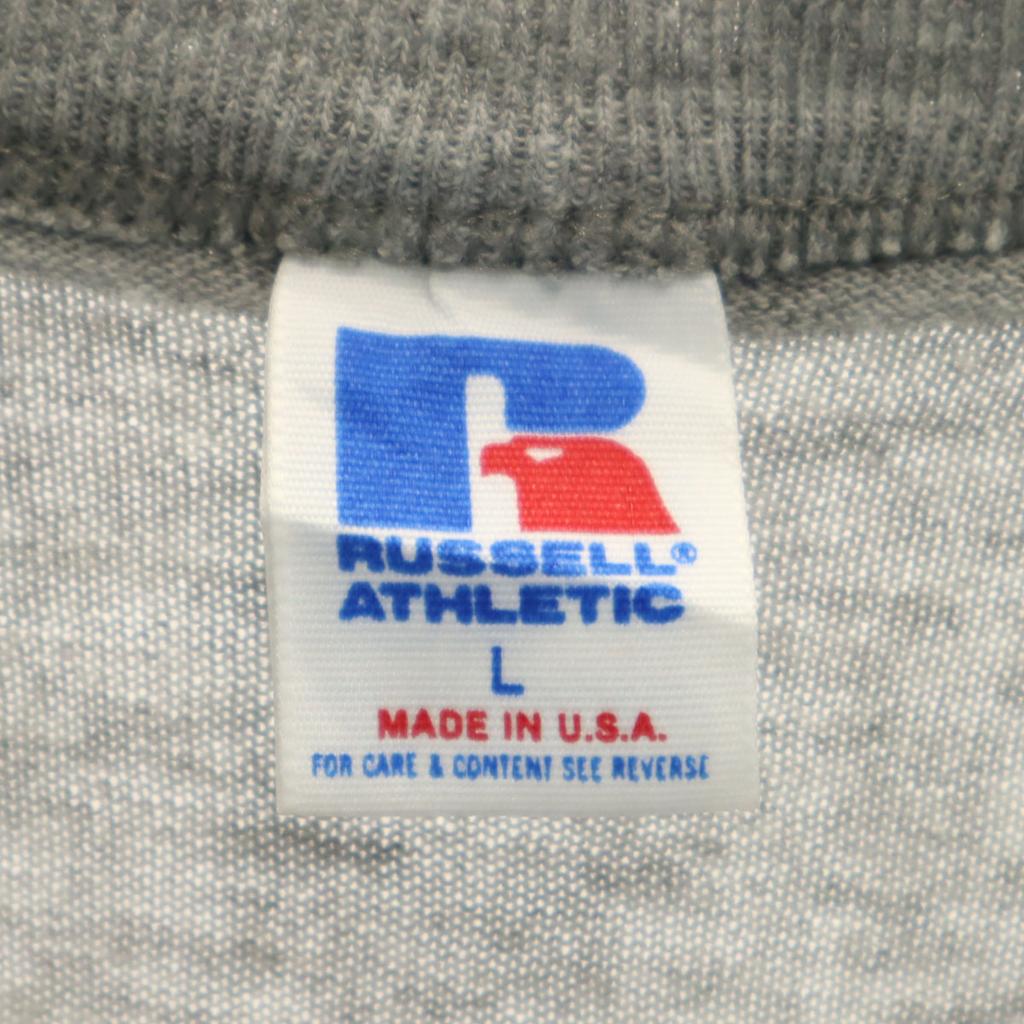 RUSSELL®
ATHLETIC
L
MADE IN U.S.A.
FOR CARE & CONTENT SEE REVERSE